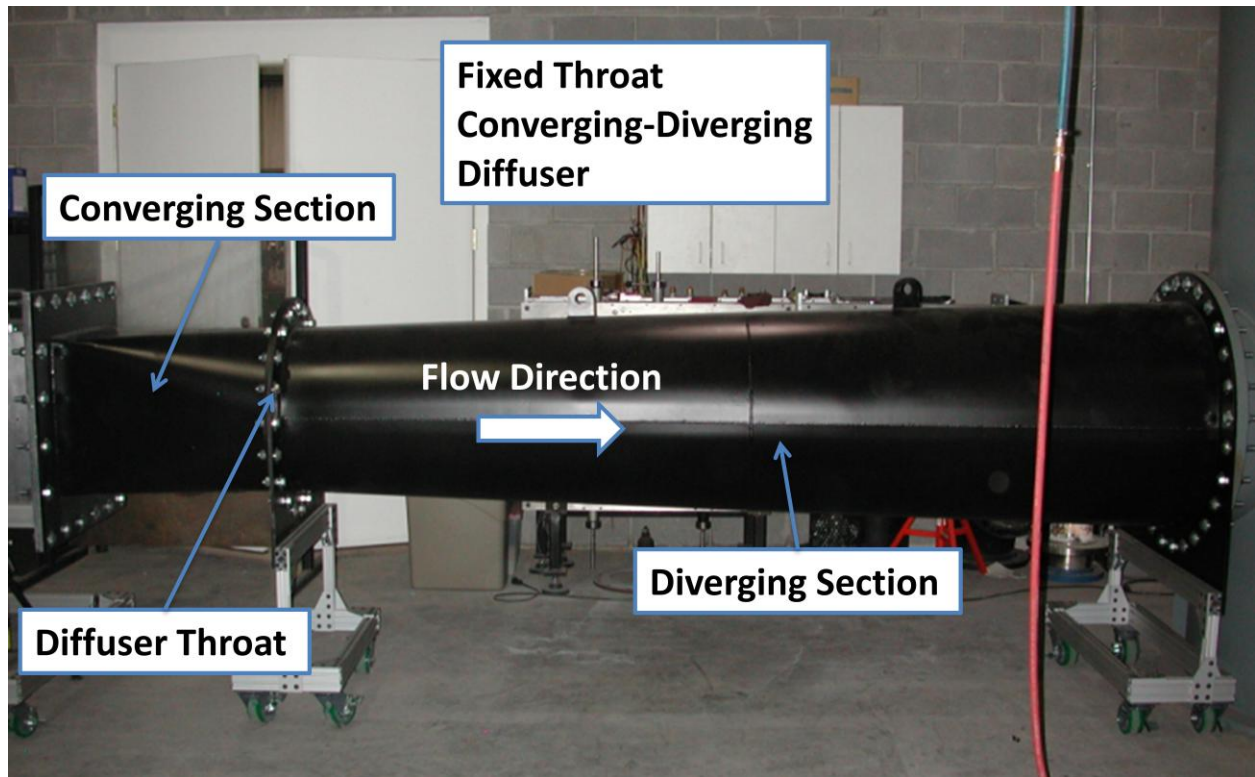 Fixed Throat
Converging-Diverging
Diffuser
Converging Section
Flow Direction
Diverging Section
Diffuser Throat